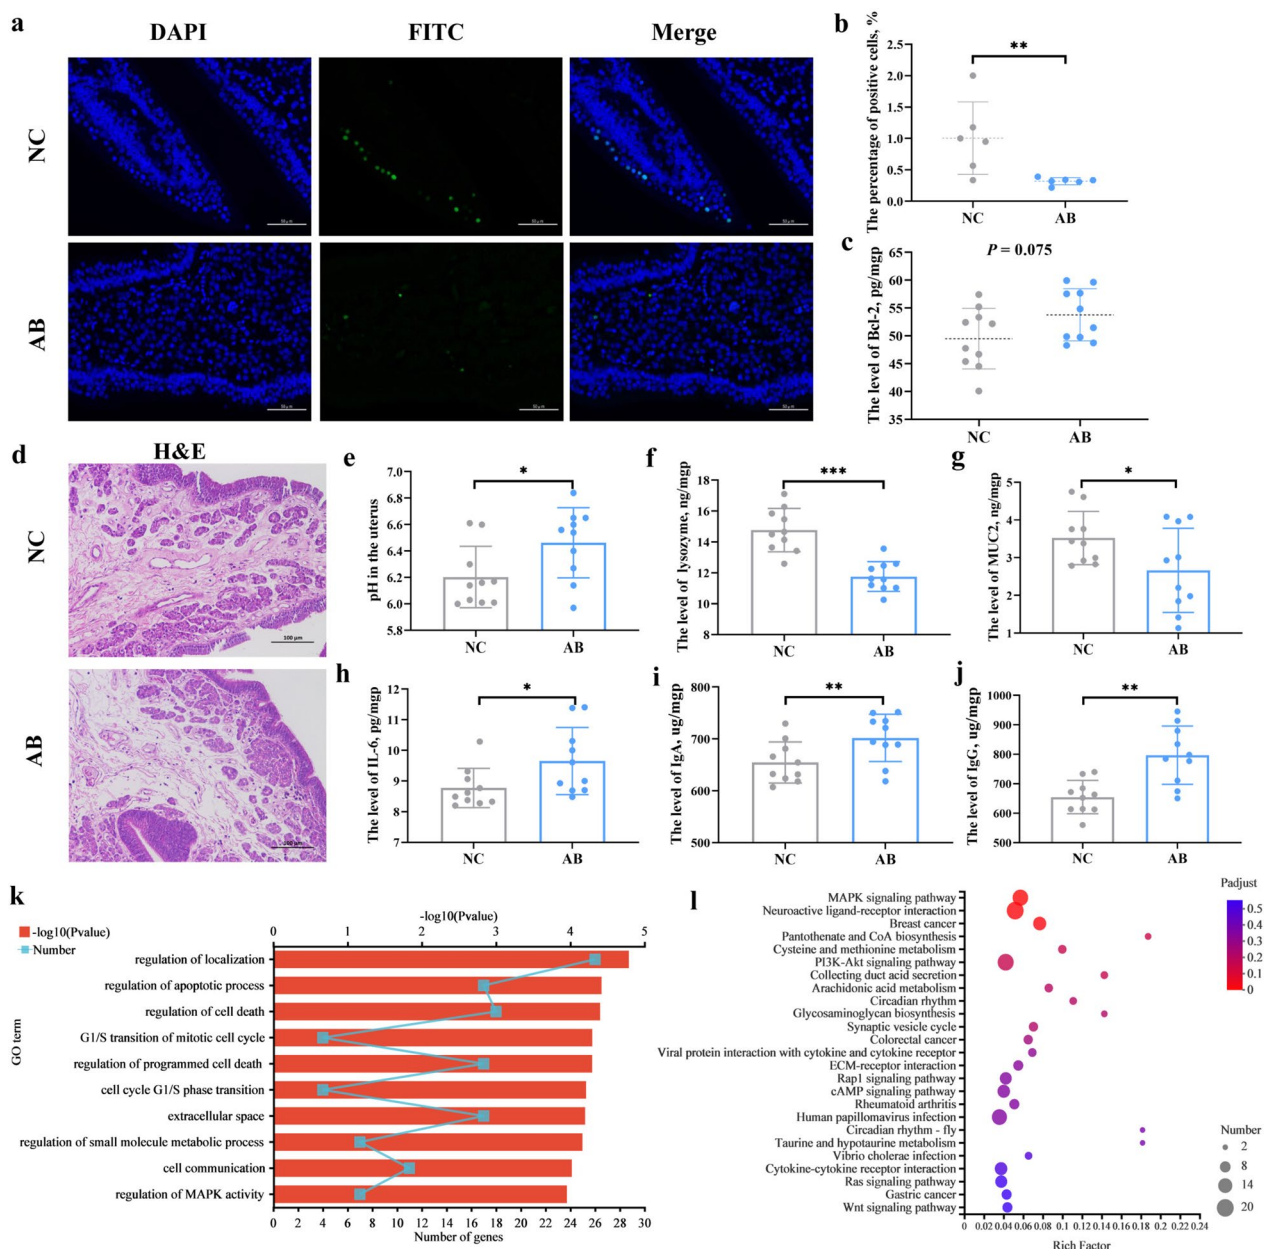 a
DAPI
FITC
Merge
NC
AB
b
The percentage of positive cells, %
2.5
2.0
1.5
1.0
0.5
0.0
**
NC
AB
c
The level of Bcl-2, pg/mgp
P = 0.075
65
60
55
50
45
40
35
NC
AB
d
H&E
NC
100 μm
AB
e
pH in the uterus
7.0
6.8
6.6
6.4
6.2
6.0
5.8
*
NC
AB
f
The level of lysozyme, ng/mgp
18
16
14
12
10
8
***
NC
AB
g
The level of MUC2, ng/mgp
5
4
3
2
1
*
NC
AB
h
The level of IL-6, pg/mgp
12
11
10
9
8
7
*
NC
AB
i
The level of IgA, ug/mgp
800
700
600
500
**
NC
AB
j
The level of IgG, ug/mgp
1000
900
800
700
600
500
**
NC
AB
k
-log10(Pvalue)
-log10(Pvalue)
Number
0 1 2 3 4 5
GO term
regulation of localization
regulation of apoptotic process
regulation of cell death
G1/S transition of mitotic cell cycle
regulation of programmed cell death
cell cycle G1/S phase transition
extracellular space
regulation of small molecule metabolic process
cell communication
regulation of MAPK activity
0 2 4 6 8 10 12 14 16 18 20 22 24 26 28 30
Number of genes
l
MAPK signaling pathway
Neuroactive ligand-receptor interaction
Breast cancer
Pantothenate and CoA biosynthesis
Cysteine and methionine metabolism
PI3K-Akt signaling pathway
Collecting duct acid secretion
Arachidonic acid metabolism
Circadian rhythm
Glycosaminoglycan biosynthesis
Synaptic vesicle cycle
Colorectal cancer
Viral protein interaction with cytokine and cytokine receptor
ECM-receptor interaction
Rap1 signaling pathway
cAMP signaling pathway
Rheumatoid arthritis
Human papillomavirus infection
Circadian rhythm - fly
Taurine and hypotaurine metabolism
Vibrio cholerae infection
Cytokine-cytokine receptor interaction
Ras signaling pathway
Gastric cancer
Wnt signaling pathway
0 0.02 0.04 0.06 0.08 0.1 0.12 0.14 0.16 0.18 0.2 0.22 0.24
Rich Factor
Padjust
0.5
0.4
0.3
0.2
0.1
0
Number
2
8
14
20